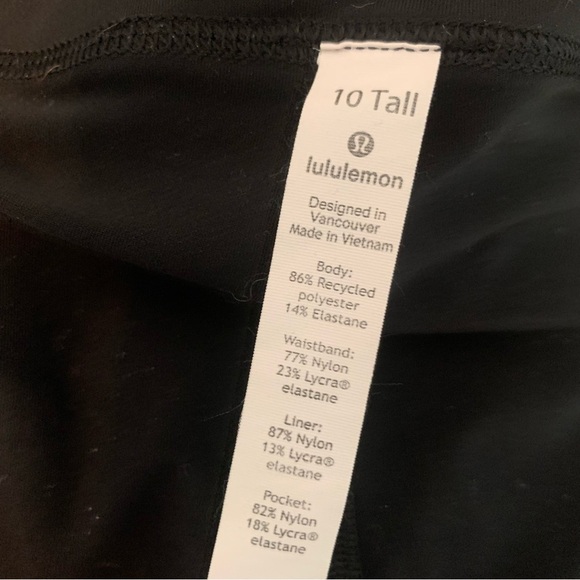 10 Tall
lululemon
Designed in
Vancouver
Made in Vietnam
Body:
86% Recycled
polyester
14% Elastane
Waistband:
77% Nylon
23% Lycra®
elastane
Liner:
87% Nylon
13% Lycra®
elastane
Pocket:
82% Nylon
18% Lycra®
elastane